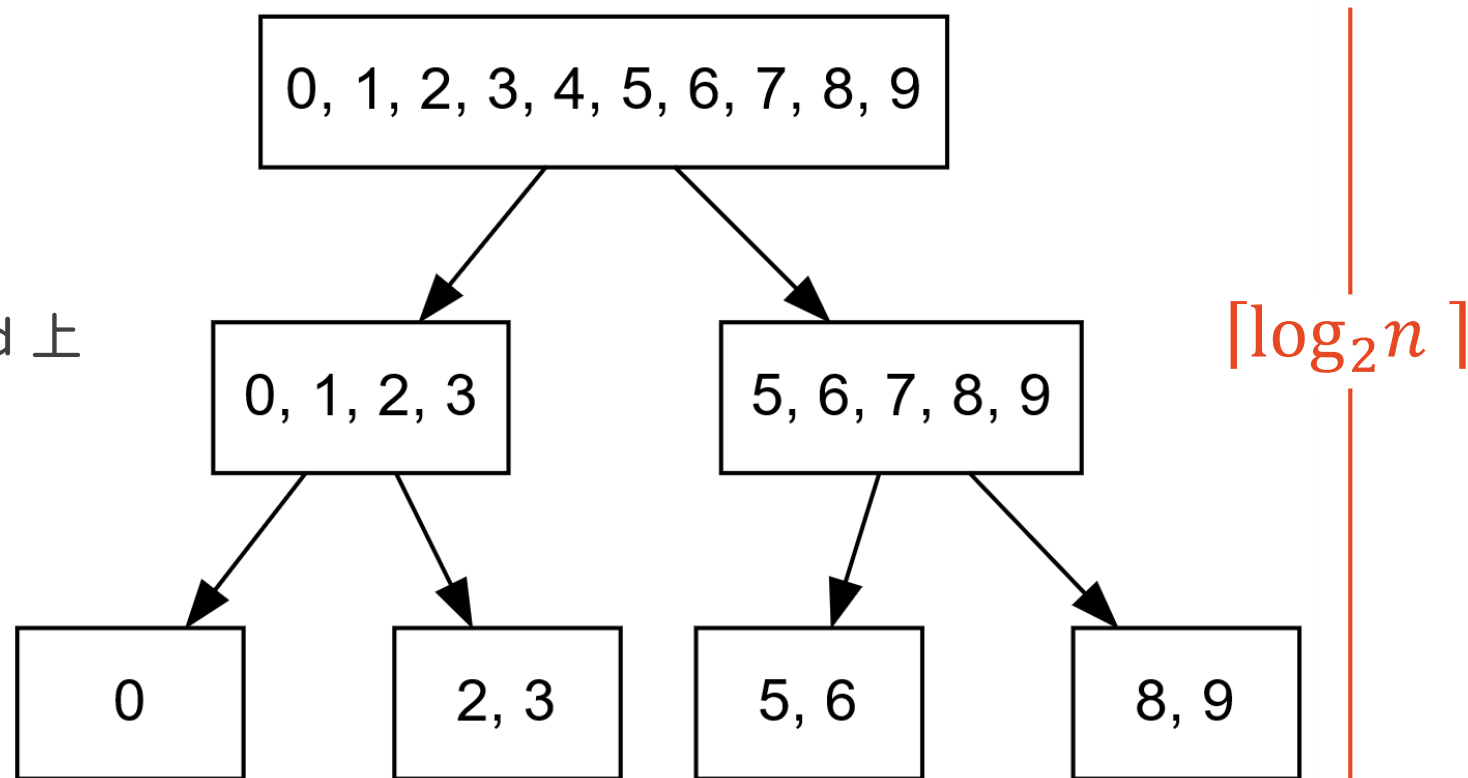 0, 1, 2, 3, 4, 5, 6, 7, 8, 9
上
⌈log₂n ⌉
0, 1, 2, 3
5, 6, 7, 8, 9
0
2, 3
5, 6
8, 9